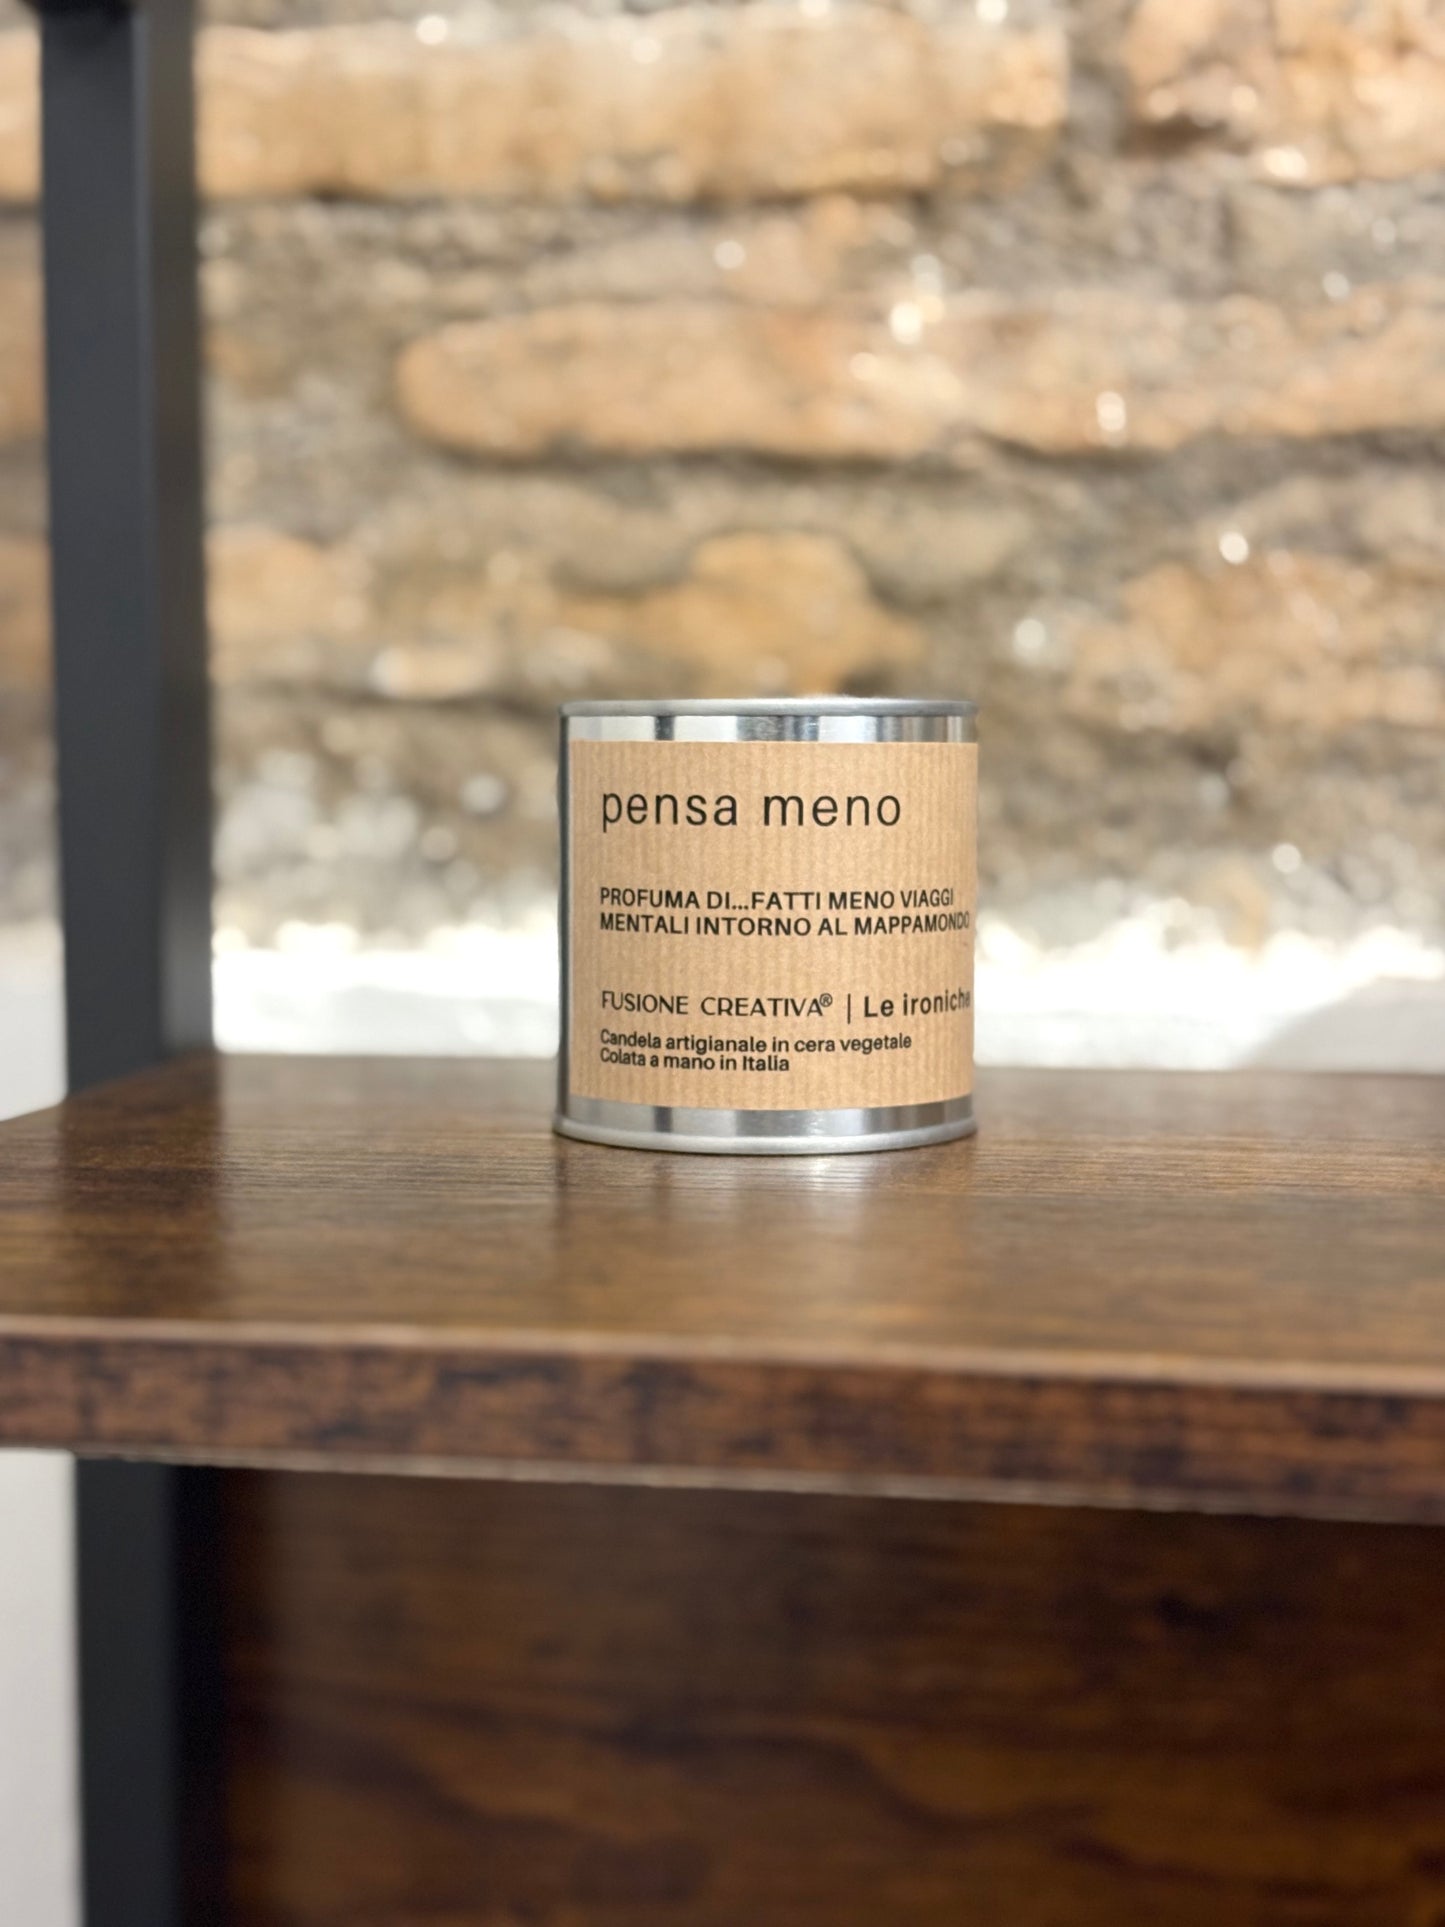 pensa meno
PROFUMA DI...FATTI MENO VIAGGI
MENTALI INTORNO AL MAPPAMONDO
FUSIONE CREATIVA® | Le ironiche
Candela artigianale in cera vegetale
Colata a mano in Italia